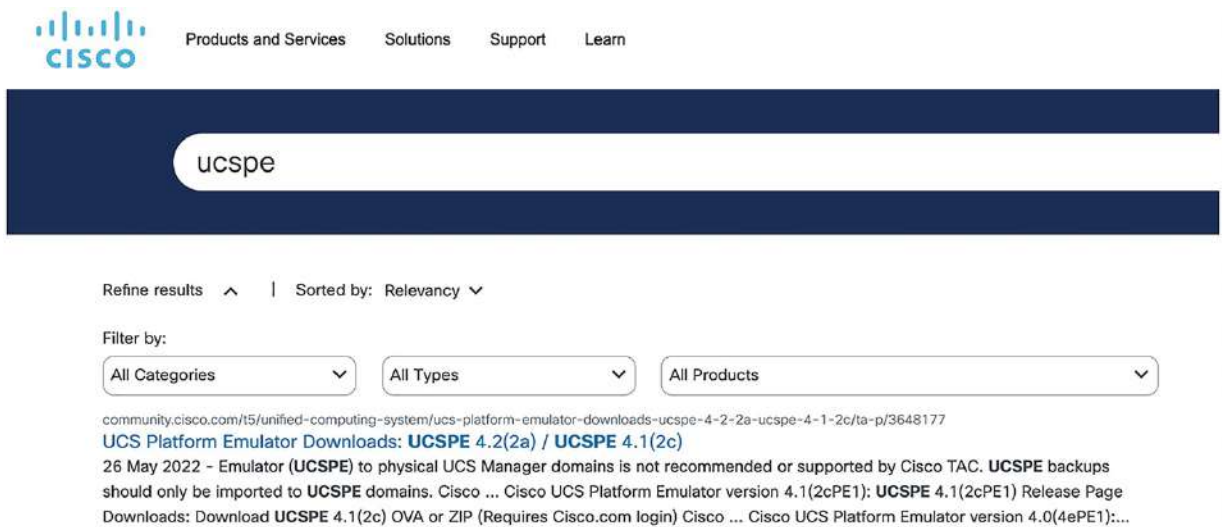 CISCO
Products and Services Solutions Support Learn
ucspe
Refine results | Sorted by: Relevancy
Filter by:
All Categories All Types All Products
community.cisco.com/t5/unified-computing-system/ucs-platform-emulator-downloads-ucspe-4-2-2a-ucspe-4-1-2c/ta-p/3648177
UCS Platform Emulator Downloads: UCSPE 4.2(2a) / UCSPE 4.1(2c)
26 May 2022 - Emulator (UCSPE) to physical UCS Manager domains is not recommended or supported by Cisco TAC. UCSPE backups
should only be imported to UCSPE domains. Cisco ... Cisco UCS Platform Emulator version 4.1(2cPE1): UCSPE 4.1(2cPE1) Release Page
Downloads: Download UCSPE 4.1(2c) OVA or ZIP (Requires Cisco.com login) Cisco ... Cisco UCS Platform Emulator version 4.0(4ePE1):...